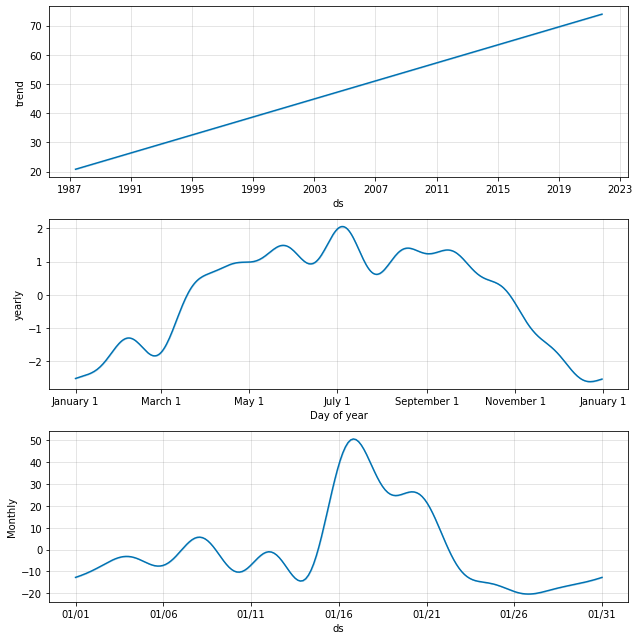 70
60
50
40
30
20
trend
1987 1991 1995 1999 2003 2007 2011 2015 2019 2023
ds
2
1
0
−1
−2
yearly
January 1 March 1 May 1 July 1 September 1 November 1 January 1
Day of year
50
40
30
20
10
0
−10
−20
Monthly
01/01 01/06 01/11 01/16 01/21 01/26 01/31
ds